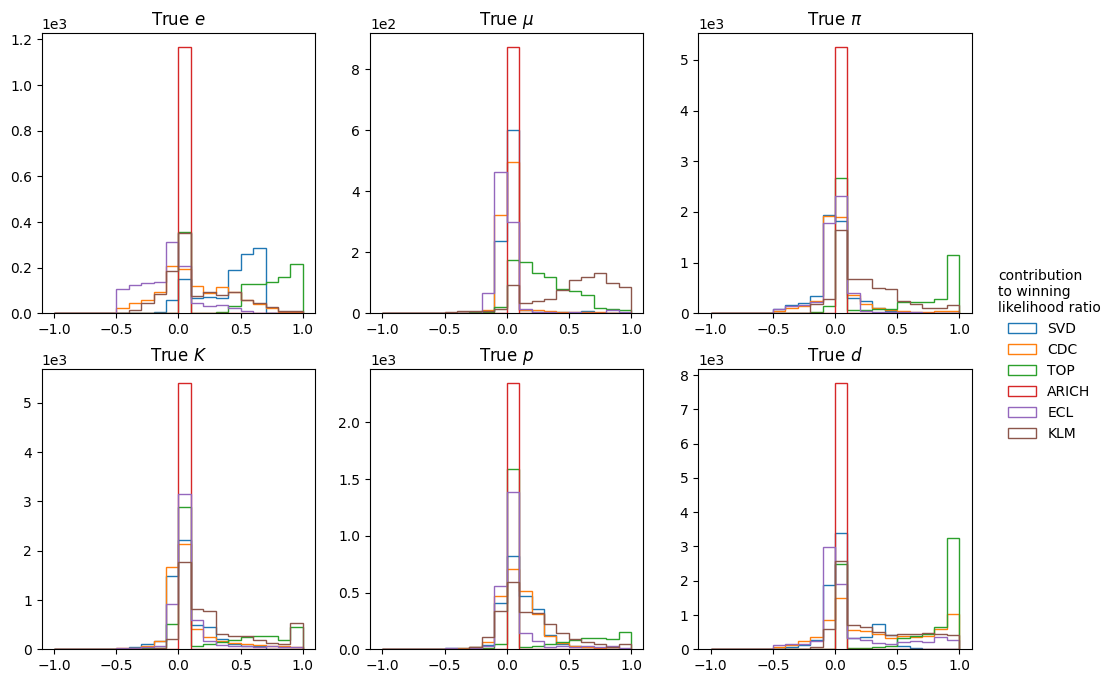 True e
1e3
1.2
1.0
0.8
0.6
0.4
0.2
0.0
−1.0 −0.5 0.0 0.5 1.0
True μ
1e2
8
6
4
2
0
−1.0 −0.5 0.0 0.5 1.0
True π
1e3
5
4
3
2
1
0
−1.0 −0.5 0.0 0.5 1.0
True K
1e3
5
4
3
2
1
0
−1.0 −0.5 0.0 0.5 1.0
True p
1e3
2.0
1.5
1.0
0.5
0.0
−1.0 −0.5 0.0 0.5 1.0
True d
1e3
8
7
6
5
4
3
2
1
0
−1.0 −0.5 0.0 0.5 1.0
contribution
to winning
likelihood ratio
SVD
CDC
TOP
ARICH
ECL
KLM